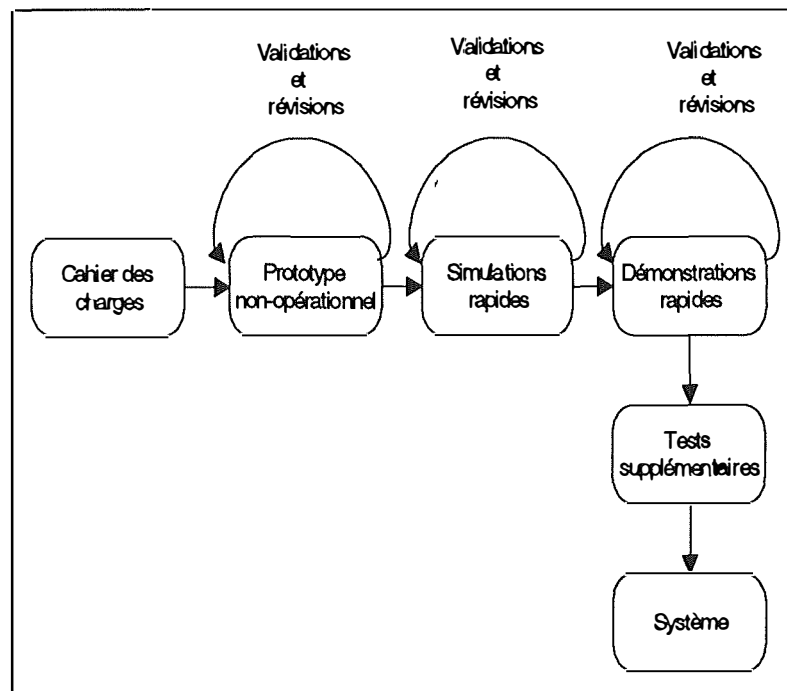 Validations
et
révisions
Validations
et
révisions
Validations
et
révisions
Cahier des
charges
Prototype
non-opérationnel
Simulations
rapides
Démonstrations
rapides
Tests
supplémentaires
Système